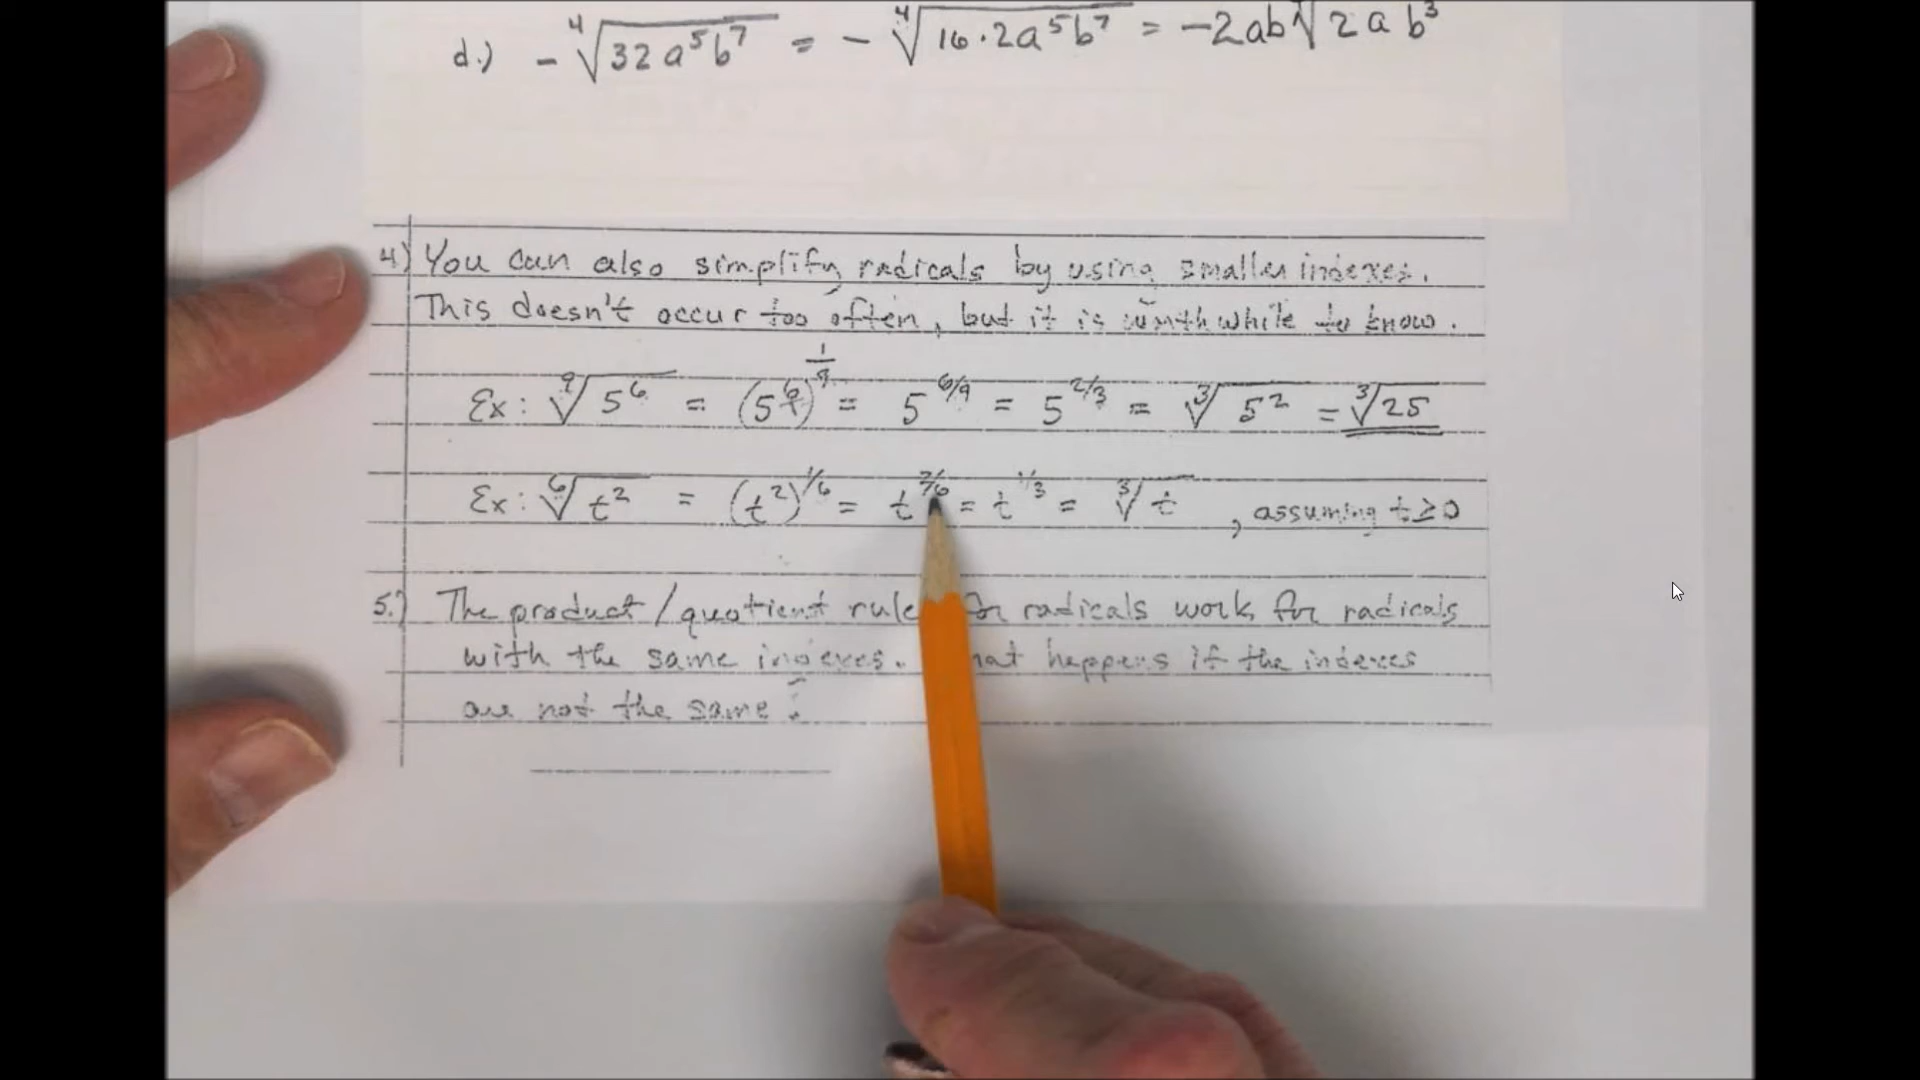 d.) -∜32a⁵b⁷ = -∜16·2a⁵b⁷ = -2ab∜2ab³
4) You can also simplify radicals by using smaller indexes.
This doesn't occur too often, but it is worthwhile to know.
Ex: ⁹√5⁶ = (5⁶)^1/9 = 5^6/9 = 5^2/3 = ³√5² = ³√25
Ex: ⁶√t² = (t²)^1/6 = t^2/6 = t^1/3 = ³√t , assuming t≥0
5.) The product/quotient rule for radicals work for radicals
with the same indexes. happens if the indexes
are not the same?